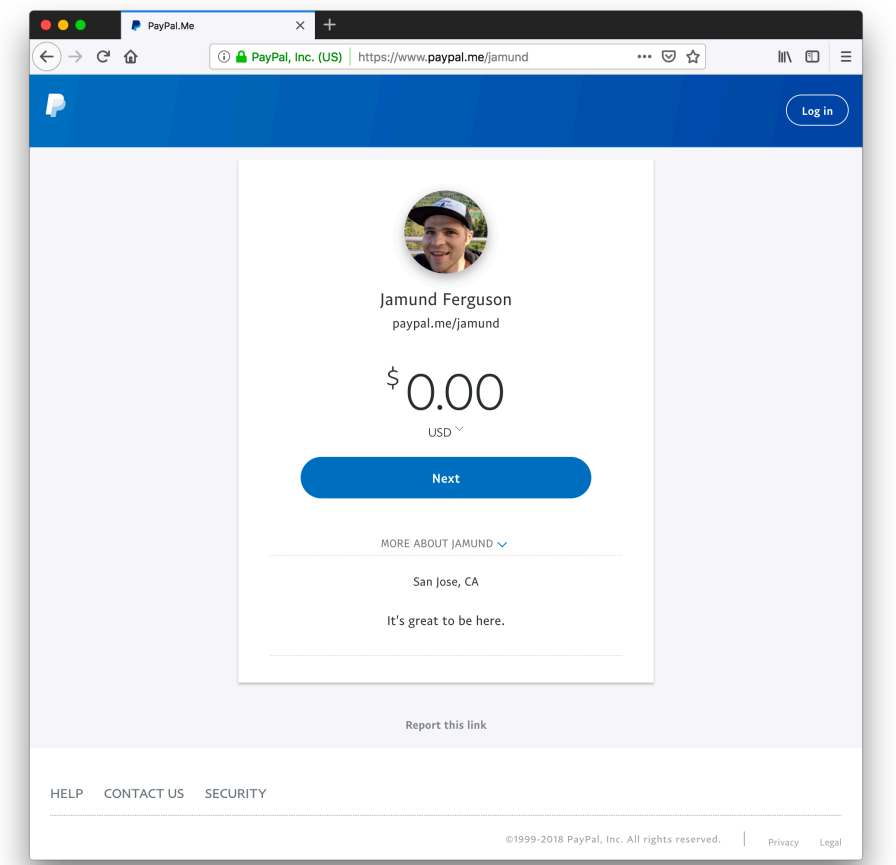 PayPal.Me
PayPal, Inc. (US) https://www.paypal.me/jamund
Log in
Jamund Ferguson
paypal.me/jamund
$ 0.00
USD
Next
MORE ABOUT JAMUND
San Jose, CA
It's great to be here.
Report this link
HELP CONTACT US SECURITY
©1999-2018 PayPal, Inc. All rights reserved. Privacy Legal